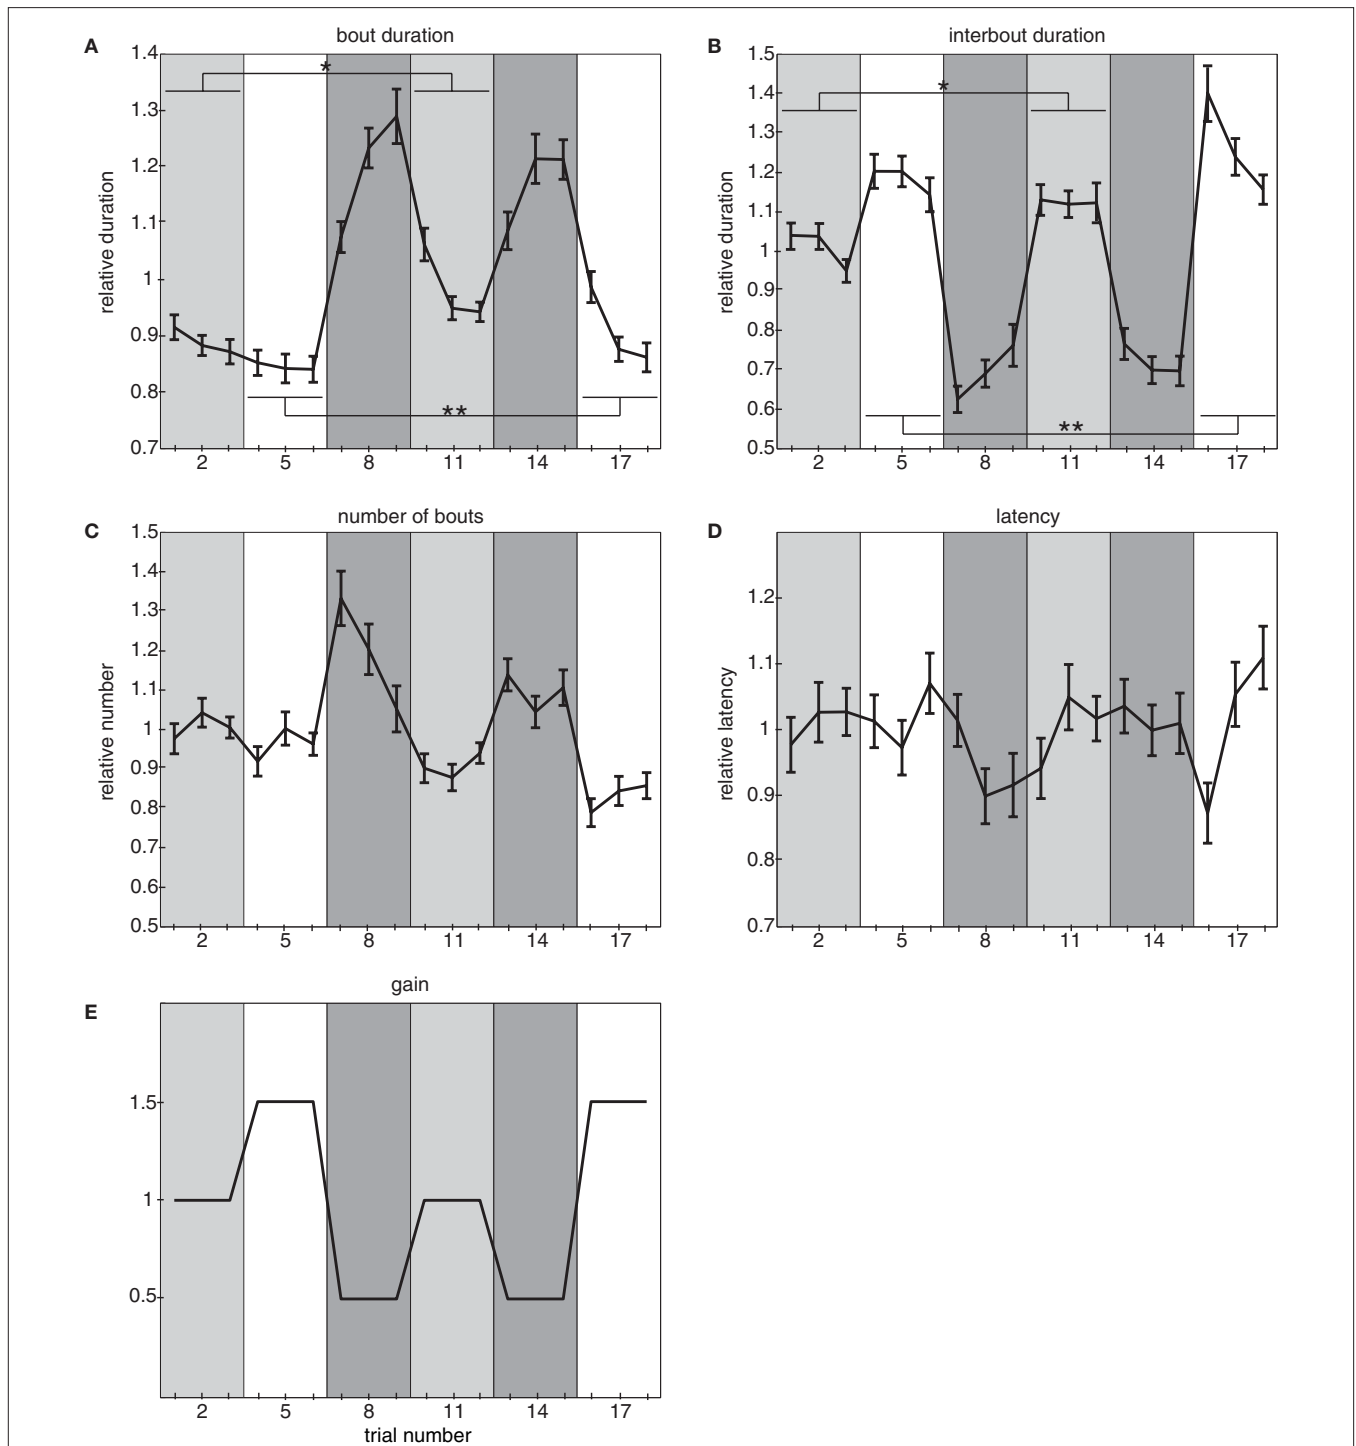 A
bout duration
1.4
1.3
1.2
1.1
1
0.9
0.8
0.7
relative duration
*
**
2 5 8 11 14 17
B
interbout duration
1.5
1.4
1.3
1.2
1.1
1
0.9
0.8
0.7
0.6
0.5
relative duration
*
**
2 5 8 11 14 17
C
number of bouts
1.5
1.4
1.3
1.2
1.1
1
0.9
0.8
0.7
0.6
0.5
relative number
2 5 8 11 14 17
D
latency
1.2
1.1
1
0.9
0.8
0.7
relative latency
2 5 8 11 14 17
E
gain
1.5
1
0.5
2 5 8 11 14 17
trial number